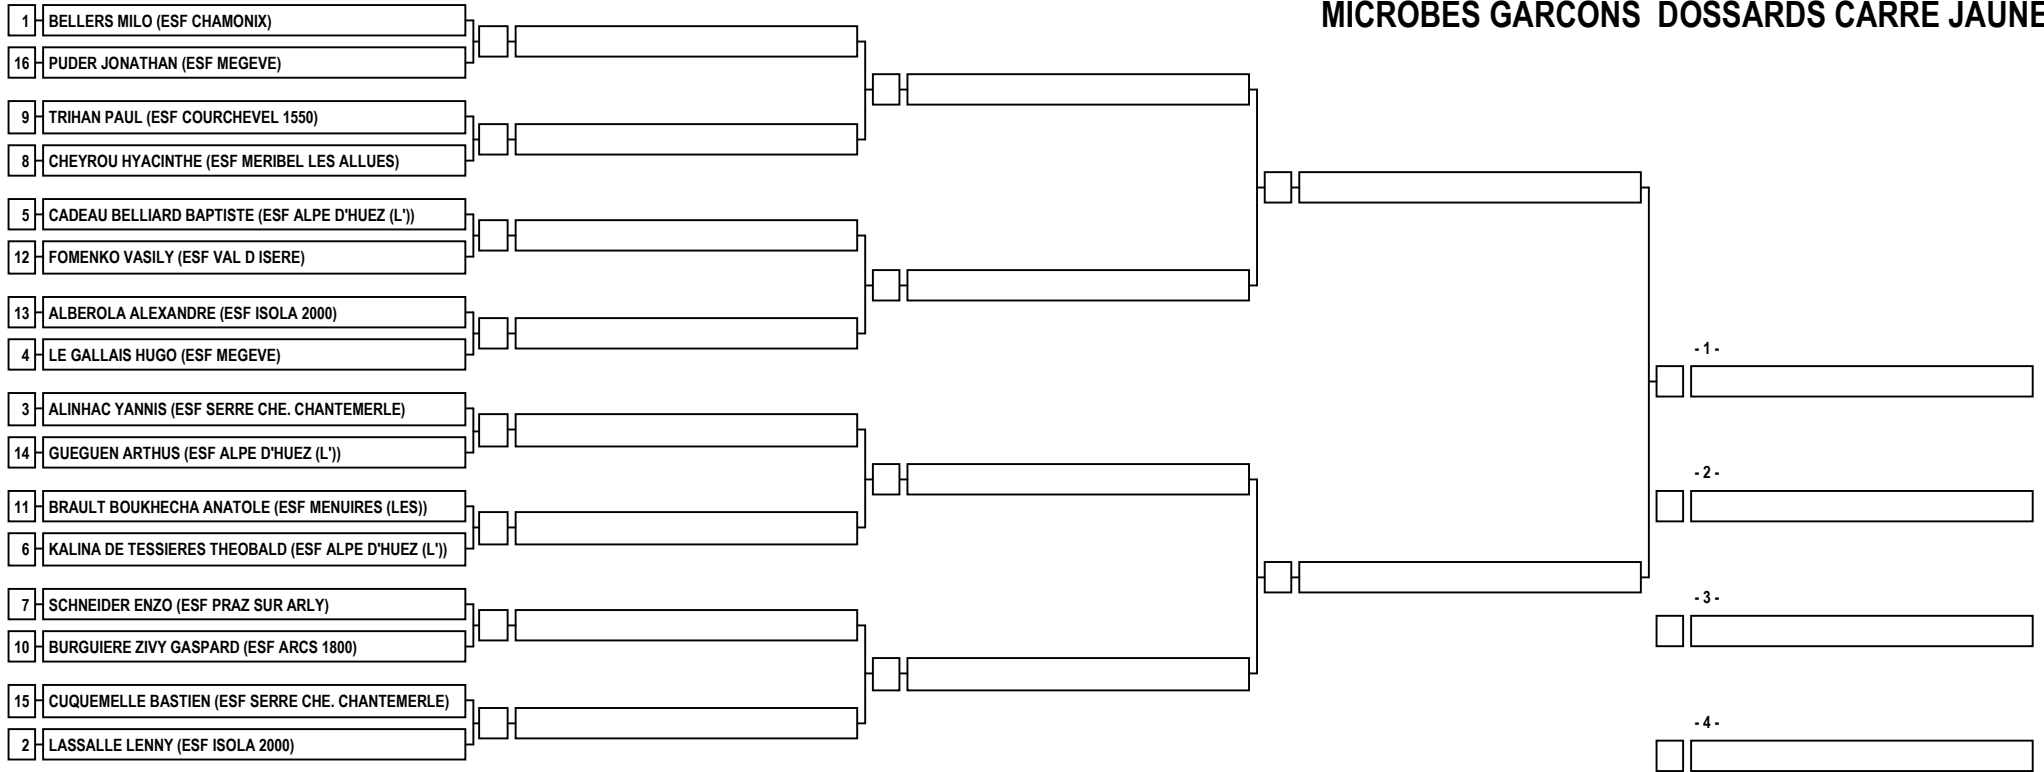 MICROBES GARCONS DOSSARDS CARRE JAUNE
1 BELLERS MILO (ESF CHAMONIX)
16 PUDER JONATHAN (ESF MEGEVE)
9 TRIHAN PAUL (ESF COURCHEVEL 1550)
8 CHEYROU HYACINTHE (ESF MERIBEL LES ALLUES)
5 CADEAU BELLIARD BAPTISTE (ESF ALPE D'HUEZ (L'))
12 FOMENKO VASILY (ESF VAL D ISERE)
13 ALBEROLA ALEXANDRE (ESF ISOLA 2000)
4 LE GALLAIS HUGO (ESF MEGEVE)
3 ALINHAC YANNIS (ESF SERRE CHE. CHANTEMERLE)
14 GUEGUEN ARTHUS (ESF ALPE D'HUEZ (L'))
11 BRAULT BOUKHECHA ANATOLE (ESF MENUIRES (LES))
6 KALINA DE TESSIERES THEOBALD (ESF ALPE D'HUEZ (L'))
7 SCHNEIDER ENZO (ESF PRAZ SUR ARLY)
10 BURGUIERE ZIVY GASPARD (ESF ARCS 1800)
15 CUQUEMELLE BASTIEN (ESF SERRE CHE. CHANTEMERLE)
2 LASSALLE LENNY (ESF ISOLA 2000)
- 1 -
- 2 -
- 3 -
- 4 -